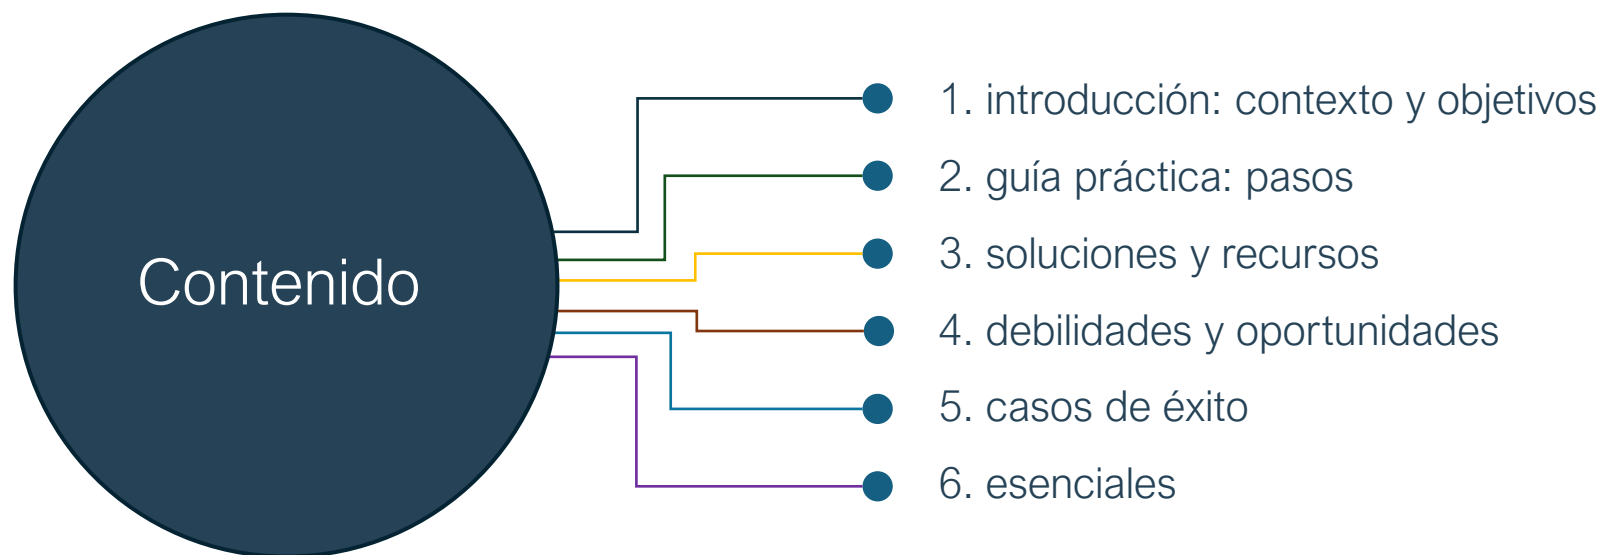 Contenido
1. introducción: contexto y objetivos
2. guía práctica: pasos
3. soluciones y recursos
4. debilidades y oportunidades
5. casos de éxito
6. esenciales